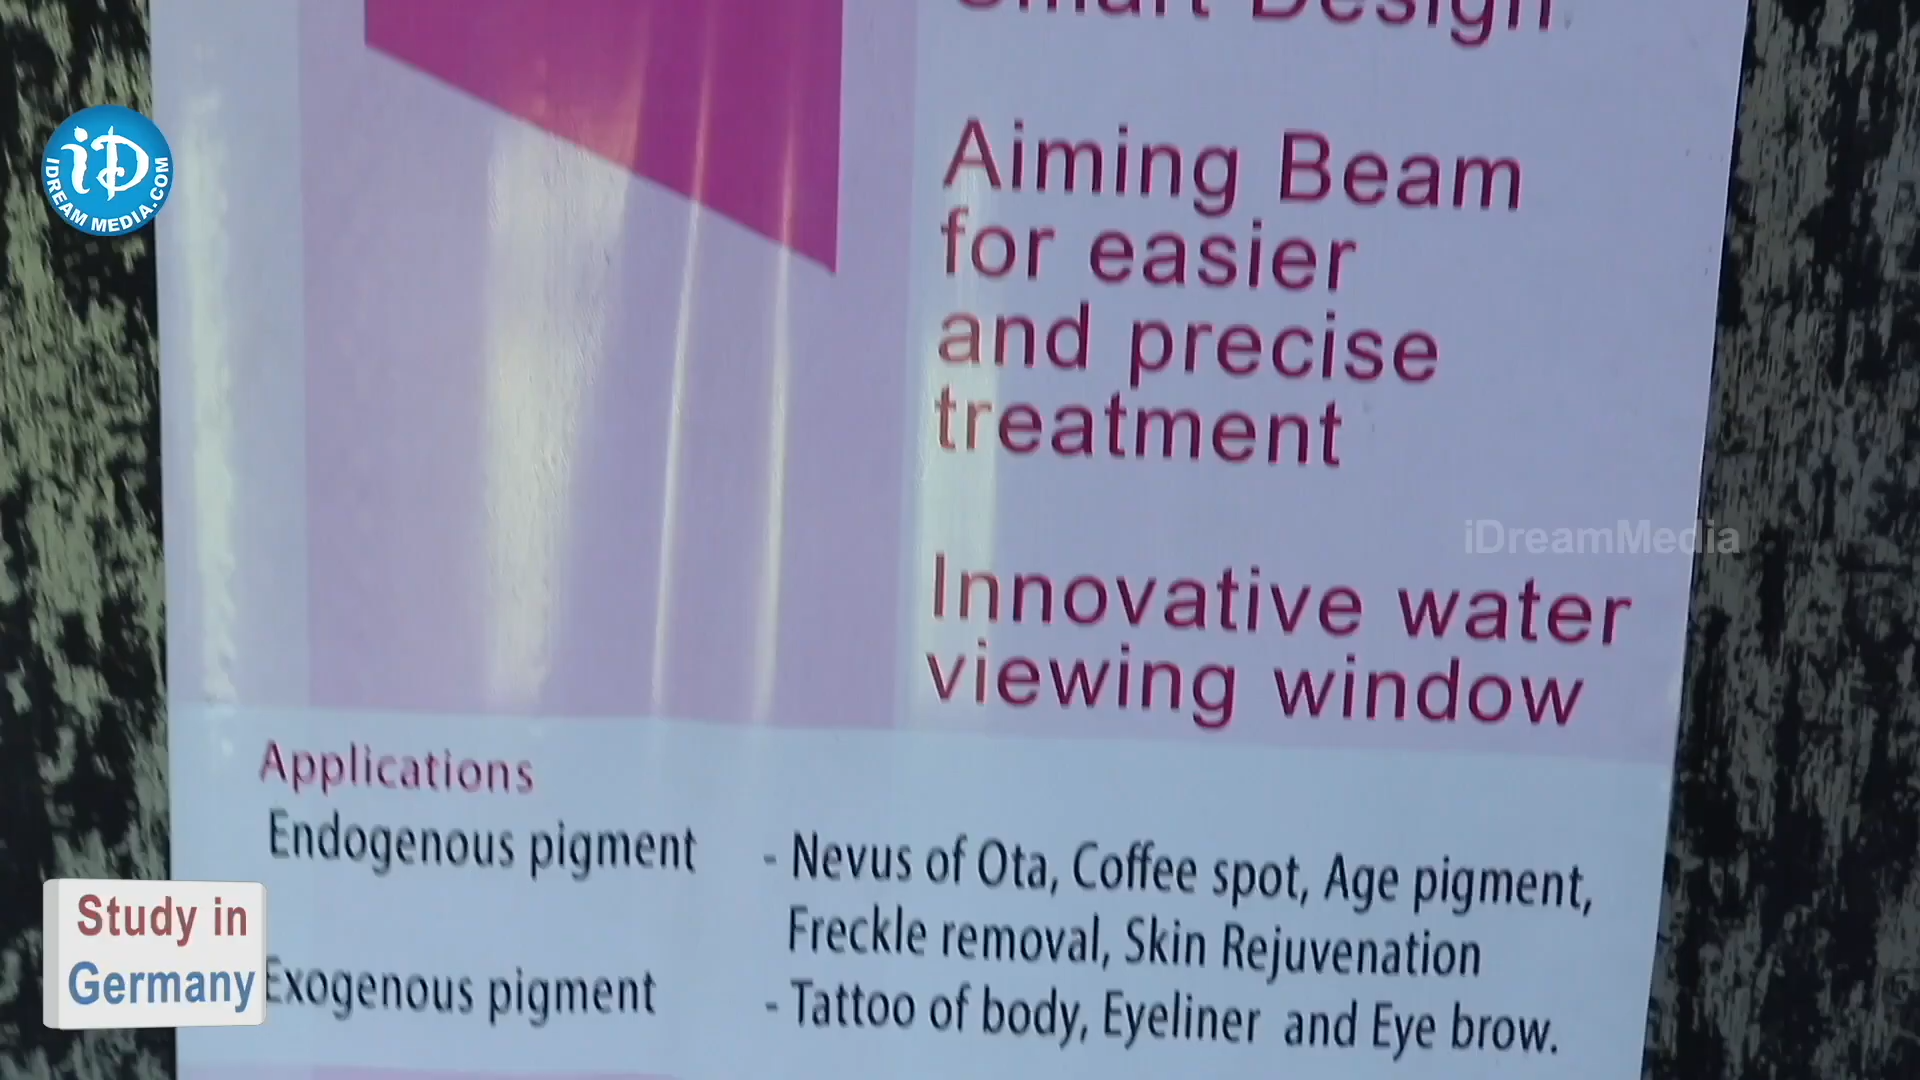 Smart Design
Aiming Beam
for easier
and precise
treatment
Innovative water
viewing window
Applications
Endogenous pigment - Nevus of Ota, Coffee spot, Age pigment,
Freckle removal, Skin Rejuvenation
Exogenous pigment - Tattoo of body, Eyeliner and Eye brow.
iD
IDREAM MEDIA.COM
iDreamMedia
Study in
Germany